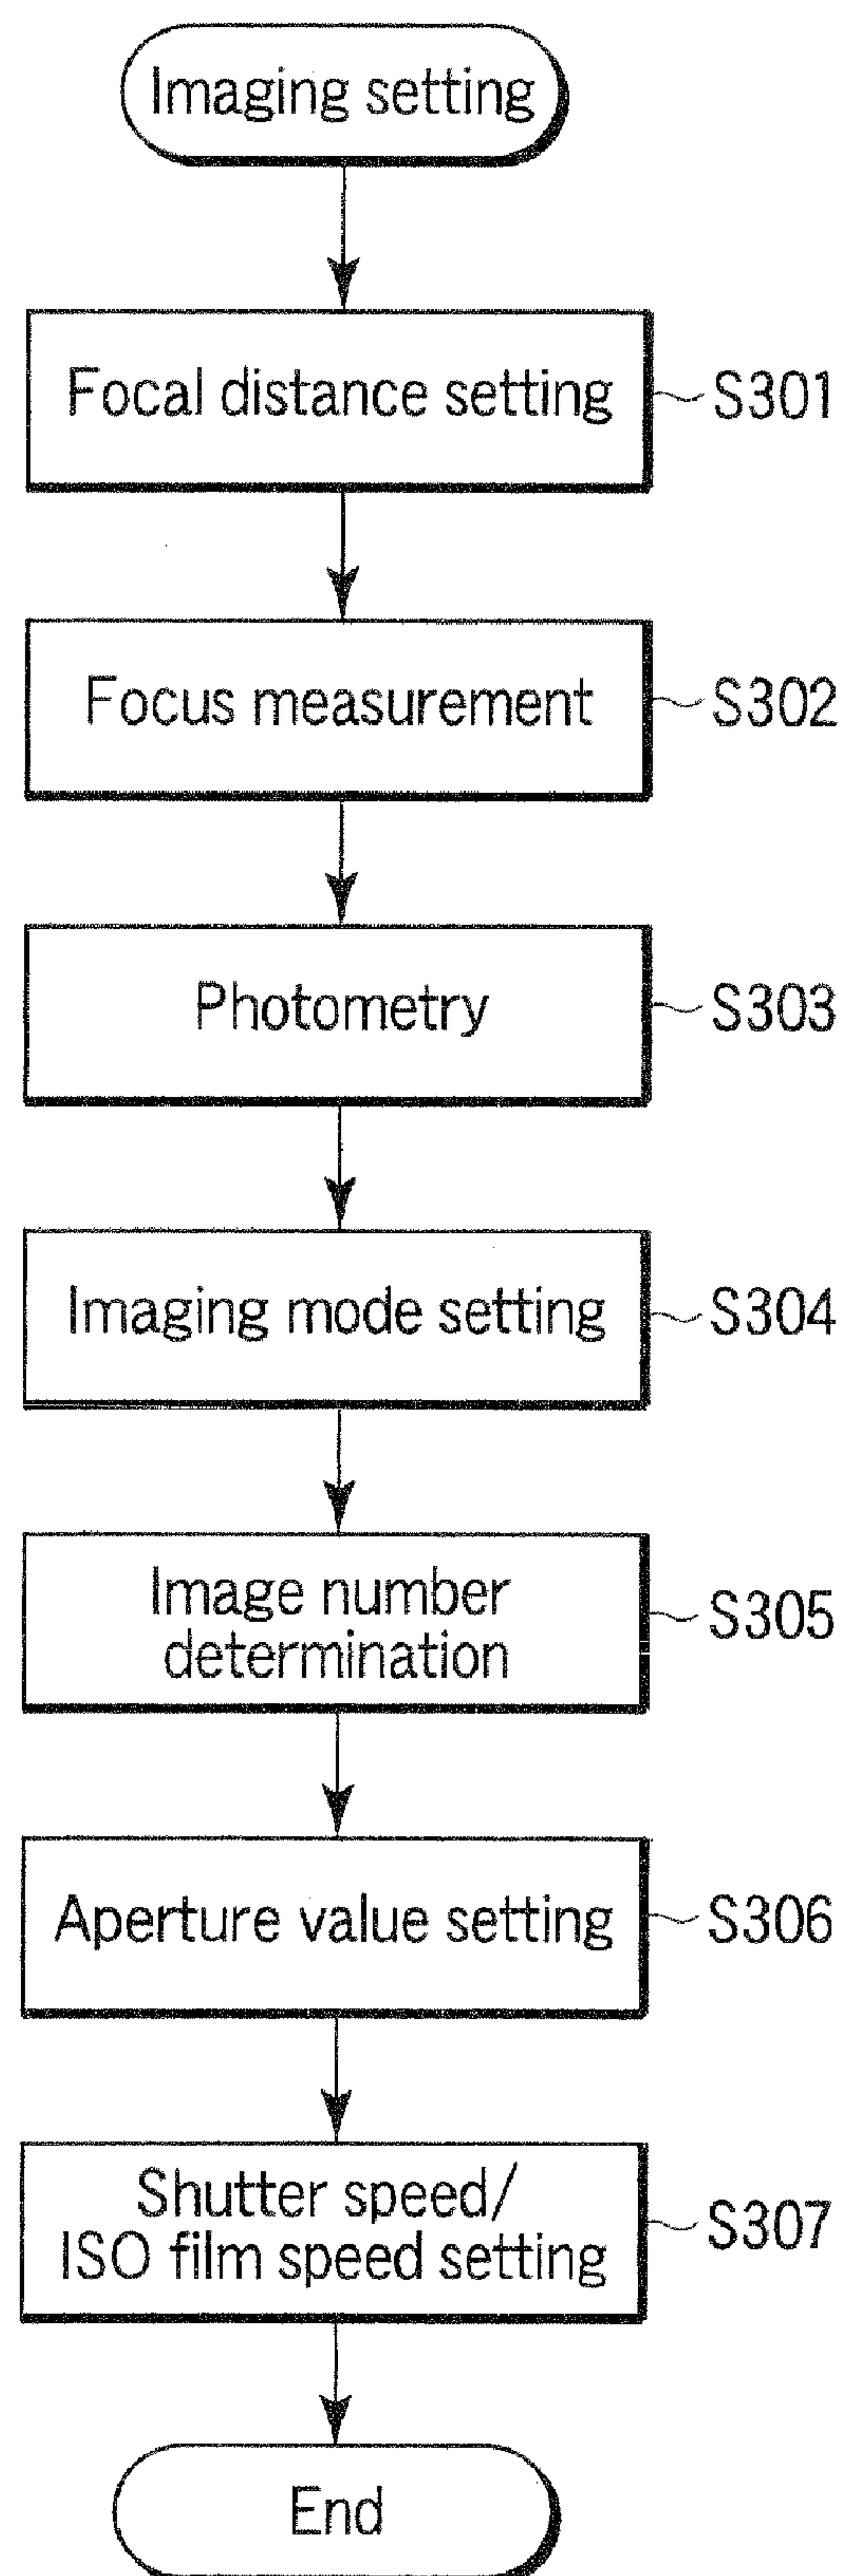 Imaging setting
Focal distance setting
S301
Focus measurement
S302
Photometry
S303
Imaging mode setting
S304
Image number
determination
S305
Aperture value setting
S306
Shutter speed/
ISO film speed setting
S307
End